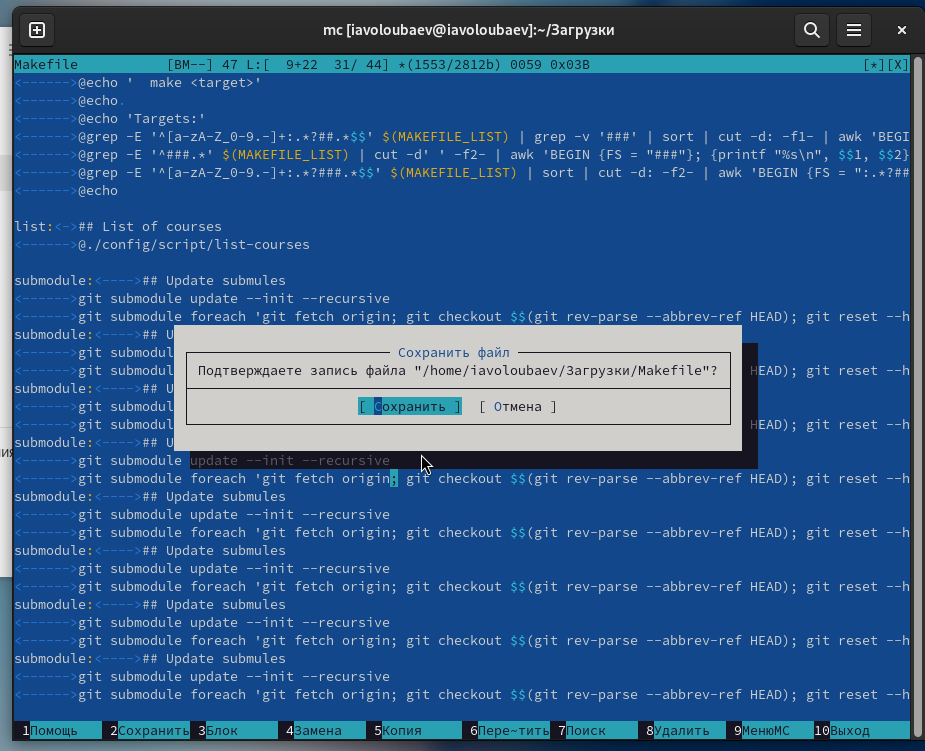 mc [iavoloubaev@iavoloubaev]:~/Загрузки
Makefile [BM--] 47 L:[ 9+22 31/ 44] *(1553/2812b) 0059 0x03B [*][X]
<------>@echo ' make <target>'
<------>@echo.
<------>@echo 'Targets:'
<------>@grep -E '^[a-zA-Z_0-9.-]+:.*?##.*$$' $(MAKEFILE_LIST) | grep -v '###' | sort | cut -d: -f1- | awk 'BEGI
<------>@grep -E '^###.*' $(MAKEFILE_LIST) | cut -d' ' -f2- | awk 'BEGIN {FS = "###"}; {printf "%s\n", $$1, $$2}
<------>@grep -E '^[a-zA-Z_0-9.-]+:.*?###.*$$' $(MAKEFILE_LIST) | sort | cut -d: -f2- | awk 'BEGIN {FS = ":.*?##
<------>@echo
list:<->## List of courses
<------>@./config/script/list-courses
submodule:<---->## Update submules
<------>git submodule update --init --recursive
<------>git submodule foreach 'git fetch origin; git checkout $$(git rev-parse --abbrev-ref HEAD); git reset --h
submodule:<---->## U
<------>git submodul
<------>git submodul HEAD); git reset --h
submodule:<---->## U
<------>git submodul
<------>git submodul HEAD); git reset --h
submodule:<---->## U
Сохранить файл
Подтверждаете запись файла "/home/iavoloubaev/Загрузки/Makefile"?
[ Сохранить ] [ Отмена ]
<------>git submodule update --init --recursive
<------>git submodule foreach 'git fetch origin; git checkout $$(git rev-parse --abbrev-ref HEAD); git reset --h
submodule:<---->## Update submules
<------>git submodule update --init --recursive
<------>git submodule foreach 'git fetch origin; git checkout $$(git rev-parse --abbrev-ref HEAD); git reset --h
submodule:<---->## Update submules
<------>git submodule update --init --recursive
<------>git submodule foreach 'git fetch origin; git checkout $$(git rev-parse --abbrev-ref HEAD); git reset --h
submodule:<---->## Update submules
<------>git submodule update --init --recursive
<------>git submodule foreach 'git fetch origin; git checkout $$(git rev-parse --abbrev-ref HEAD); git reset --h
submodule:<---->## Update submules
<------>git submodule update --init --recursive
<------>git submodule foreach 'git fetch origin; git checkout $$(git rev-parse --abbrev-ref HEAD); git reset --h
1Помощь 2Сохранить 3Блок 4Замена 5Копия 6Пере~тить 7Поиск 8Удалить 9МенюMC 10Выход